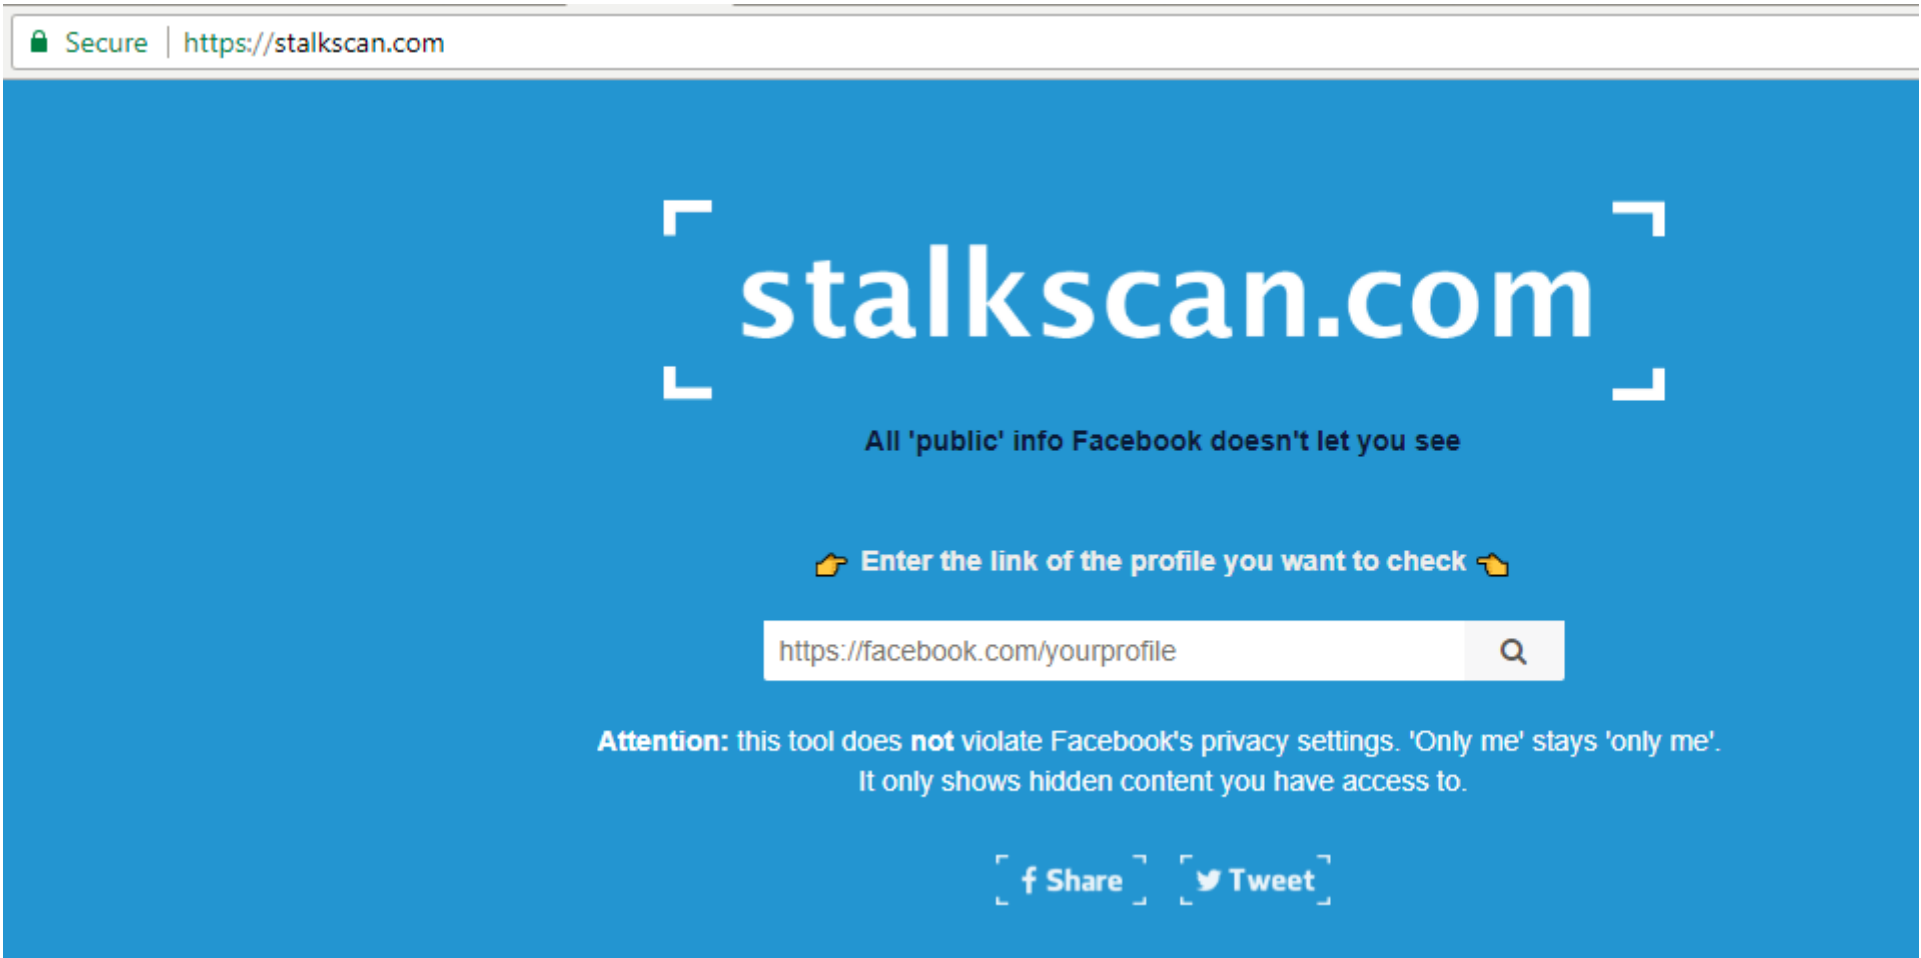 Secure https://stalkscan.com
stalkscan.com
All 'public' info Facebook doesn't let you see
👉 Enter the link of the profile you want to check 👈
https://facebook.com/yourprofile
Attention: this tool does not violate Facebook's privacy settings. 'Only me' stays 'only me'.
It only shows hidden content you have access to.
Share Tweet